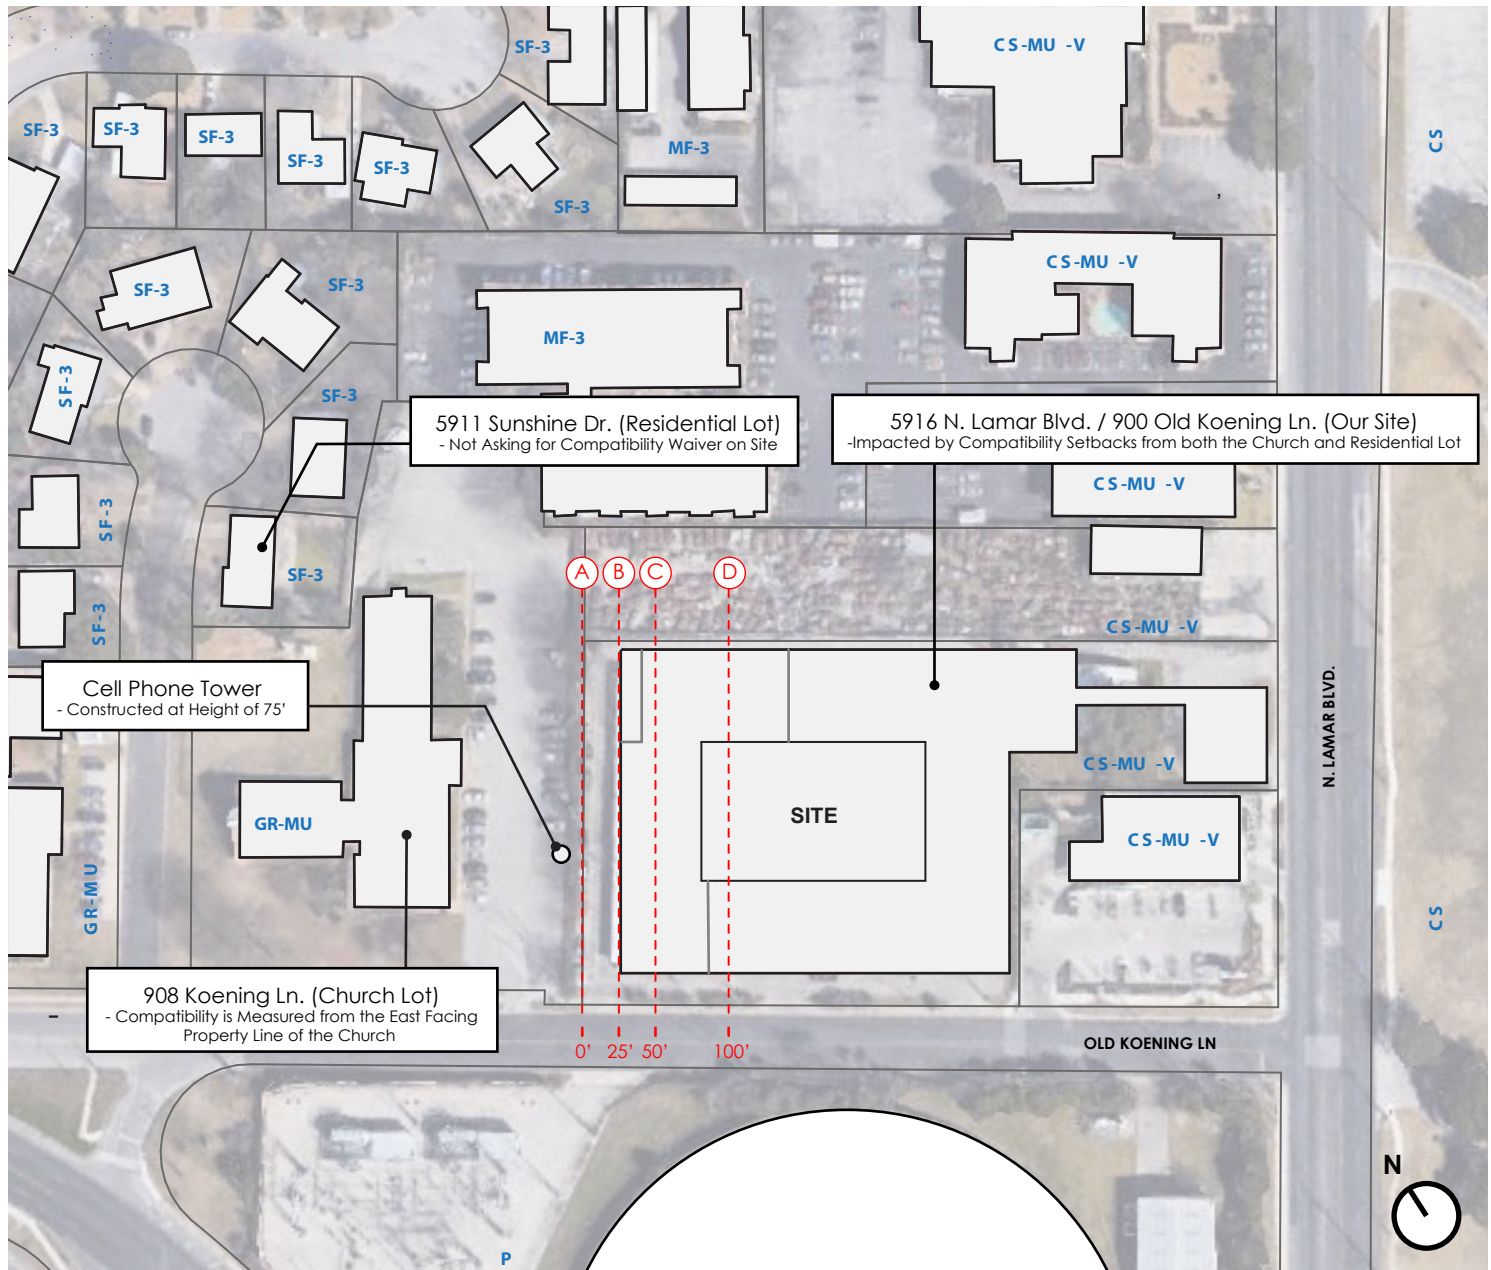 SF-3
CS-MU -V
SF-3
SF-3
SF-3
SF-3
SF-3
MF-3
CS
SF-3
SF-3
SF-3
CS-MU -V
MF-3
SF-3
SF-3
5911 Sunshine Dr. (Residential Lot)
- Not Asking for Compatibility Waiver on Site
5916 N. Lamar Blvd. / 900 Old Koening Ln. (Our Site)
-Impacted by Compatibility Setbacks from both the Church and Residential Lot
CS-MU -V
SF-3
SF-3
A
B
C
D
SF-3
CS-MU -V
Cell Phone Tower
- Constructed at Height of 75'
N. LAMAR BLVD.
CS-MU -V
SITE
GR-MU
CS-MU -V
GR-MU
CS
908 Koening Ln. (Church Lot)
- Compatibility is Measured from the East Facing
Property Line of the Church
0'
25'
50'
100'
OLD KOENING LN
N
P